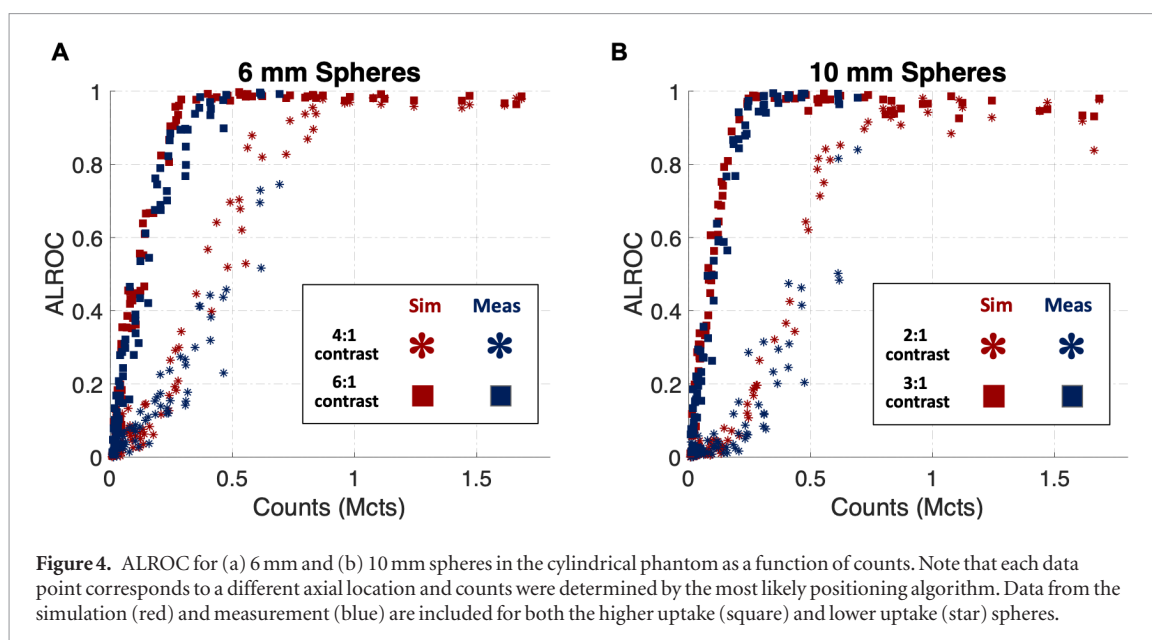 A
6 mm Spheres
1
0.8
0.6
0.4
0.2
0
ALROC
0
0.5
1
1.5
Counts (Mcts)
Sim
Meas
4:1
contrast
6:1
contrast
B
10 mm Spheres
1
0.8
0.6
0.4
0.2
0
ALROC
0
0.5
1
1.5
Counts (Mcts)
Sim
Meas
2:1
contrast
3:1
contrast
Figure 4. ALROC for (a) 6 mm and (b) 10 mm spheres in the cylindrical phantom as a function of counts. Note that each data
point corresponds to a different axial location and counts were determined by the most likely positioning algorithm. Data from the
simulation (red) and measurement (blue) are included for both the higher uptake (square) and lower uptake (star) spheres.